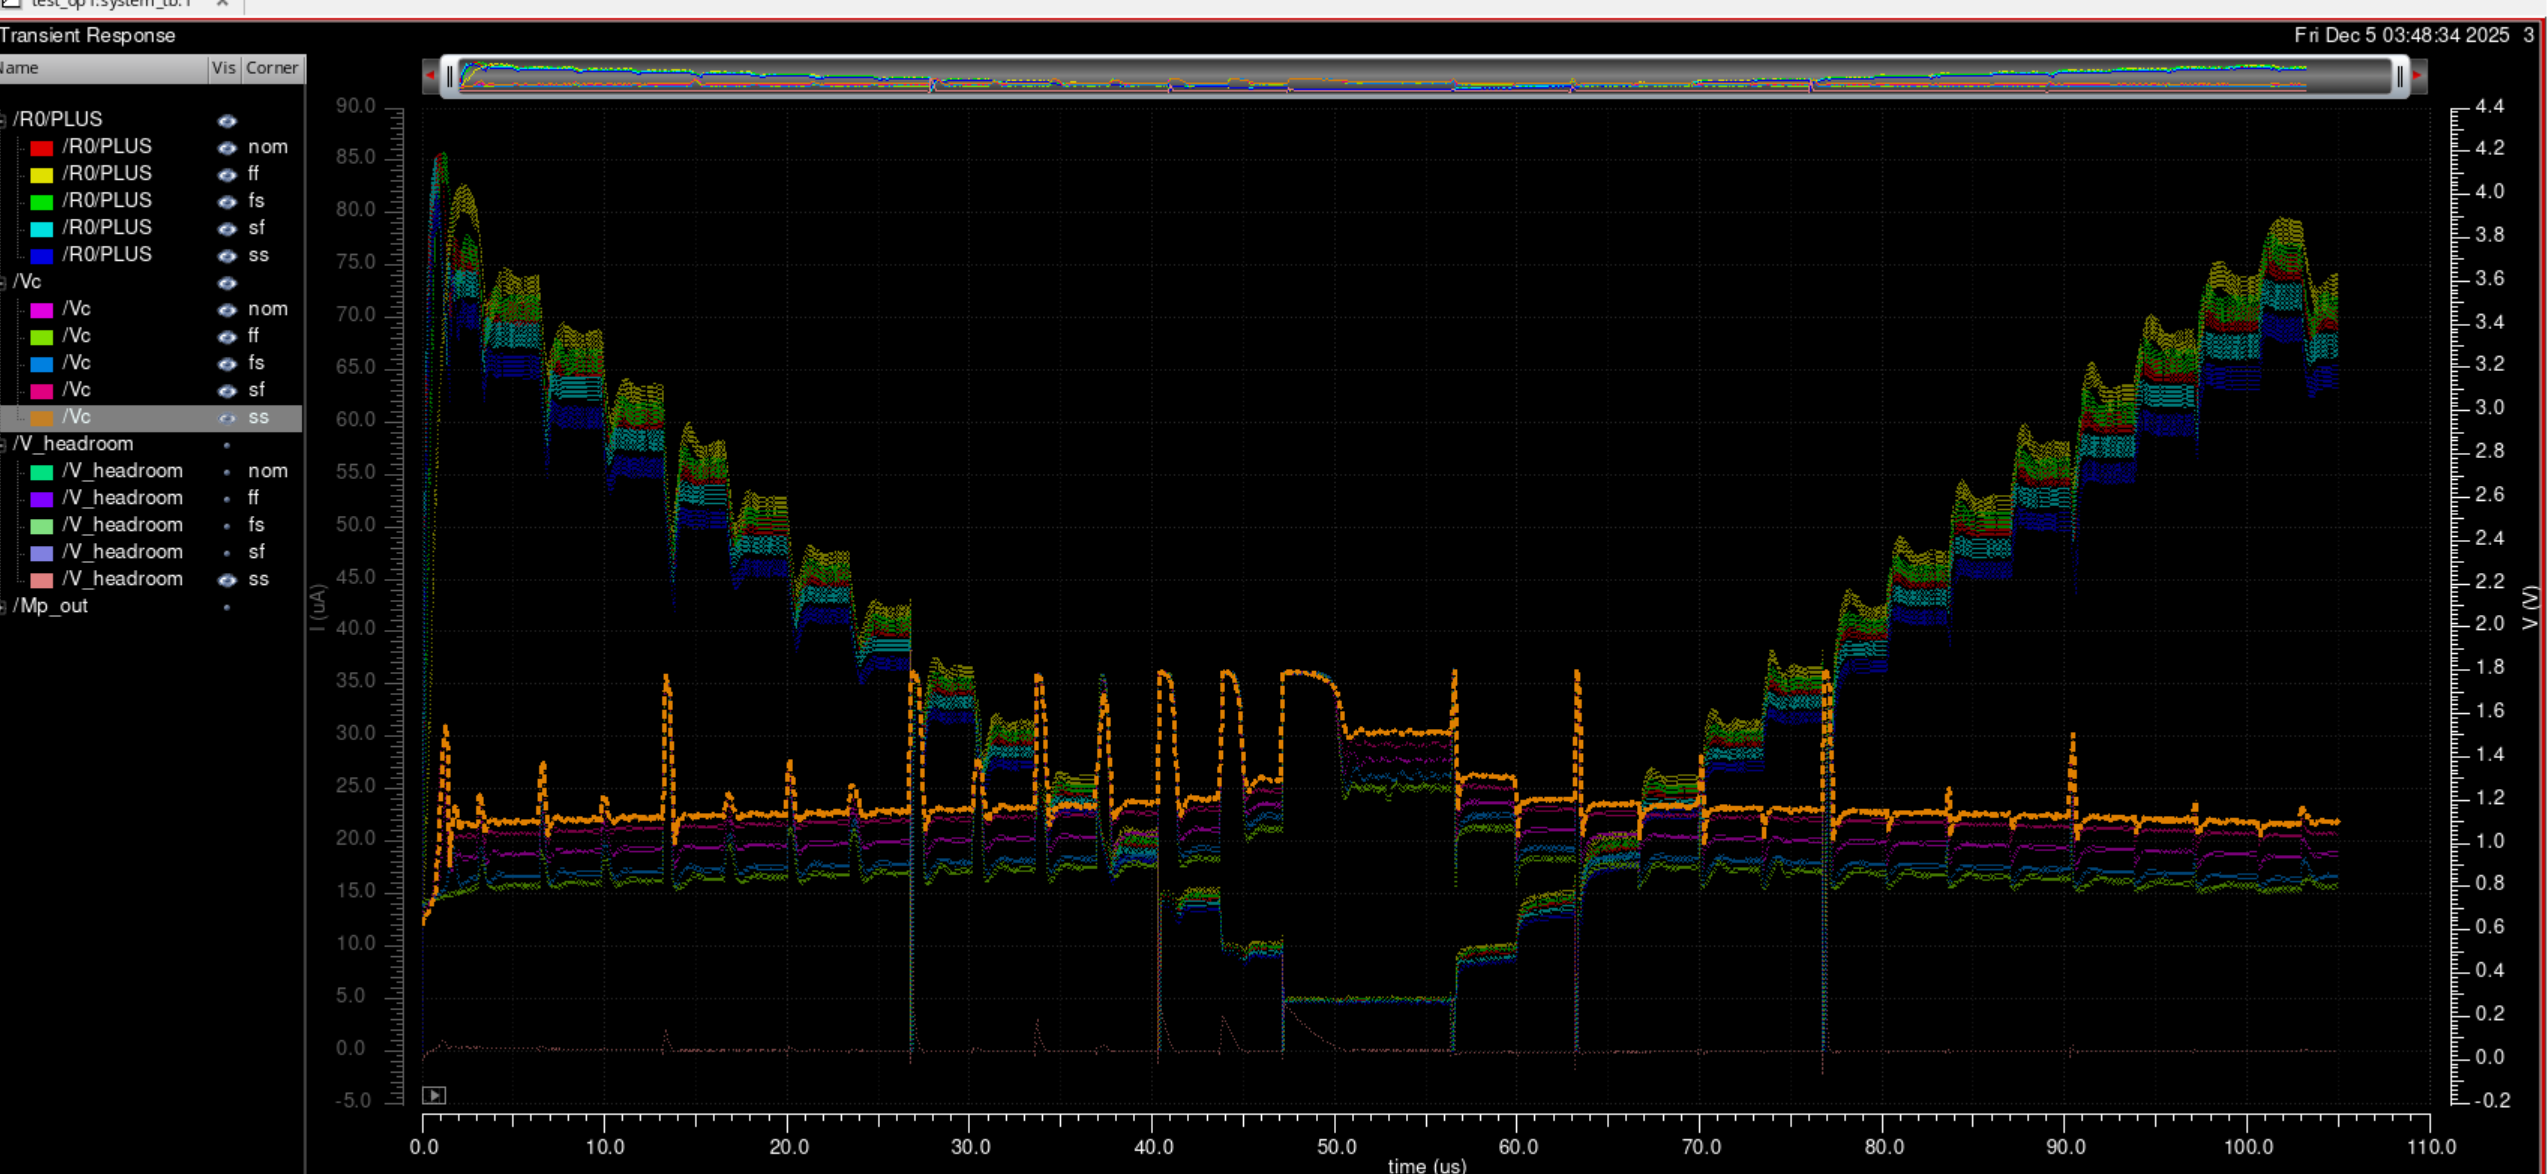 test_op1:system_tb:1
Transient Response
Fri Dec 5 03:48:34 2025 3
Name Vis Corner
/R0/PLUS
/R0/PLUS nom
/R0/PLUS ff
/R0/PLUS fs
/R0/PLUS sf
/R0/PLUS ss
/Vc
/Vc nom
/Vc ff
/Vc fs
/Vc sf
/Vc ss
/V_headroom
/V_headroom nom
/V_headroom ff
/V_headroom fs
/V_headroom sf
/V_headroom ss
/Mp_out
I (uA)
90.0
85.0
80.0
75.0
70.0
65.0
60.0
55.0
50.0
45.0
40.0
35.0
30.0
25.0
20.0
15.0
10.0
5.0
0.0
-5.0
4.4
4.2
4.0
3.8
3.6
3.4
3.2
3.0
2.8
2.6
2.4
2.2
2.0
1.8
1.6
1.4
1.2
1.0
0.8
0.6
0.4
0.2
0.0
-0.2
V (V)
0.0 10.0 20.0 30.0 40.0 50.0 60.0 70.0 80.0 90.0 100.0 110.0
time (us)